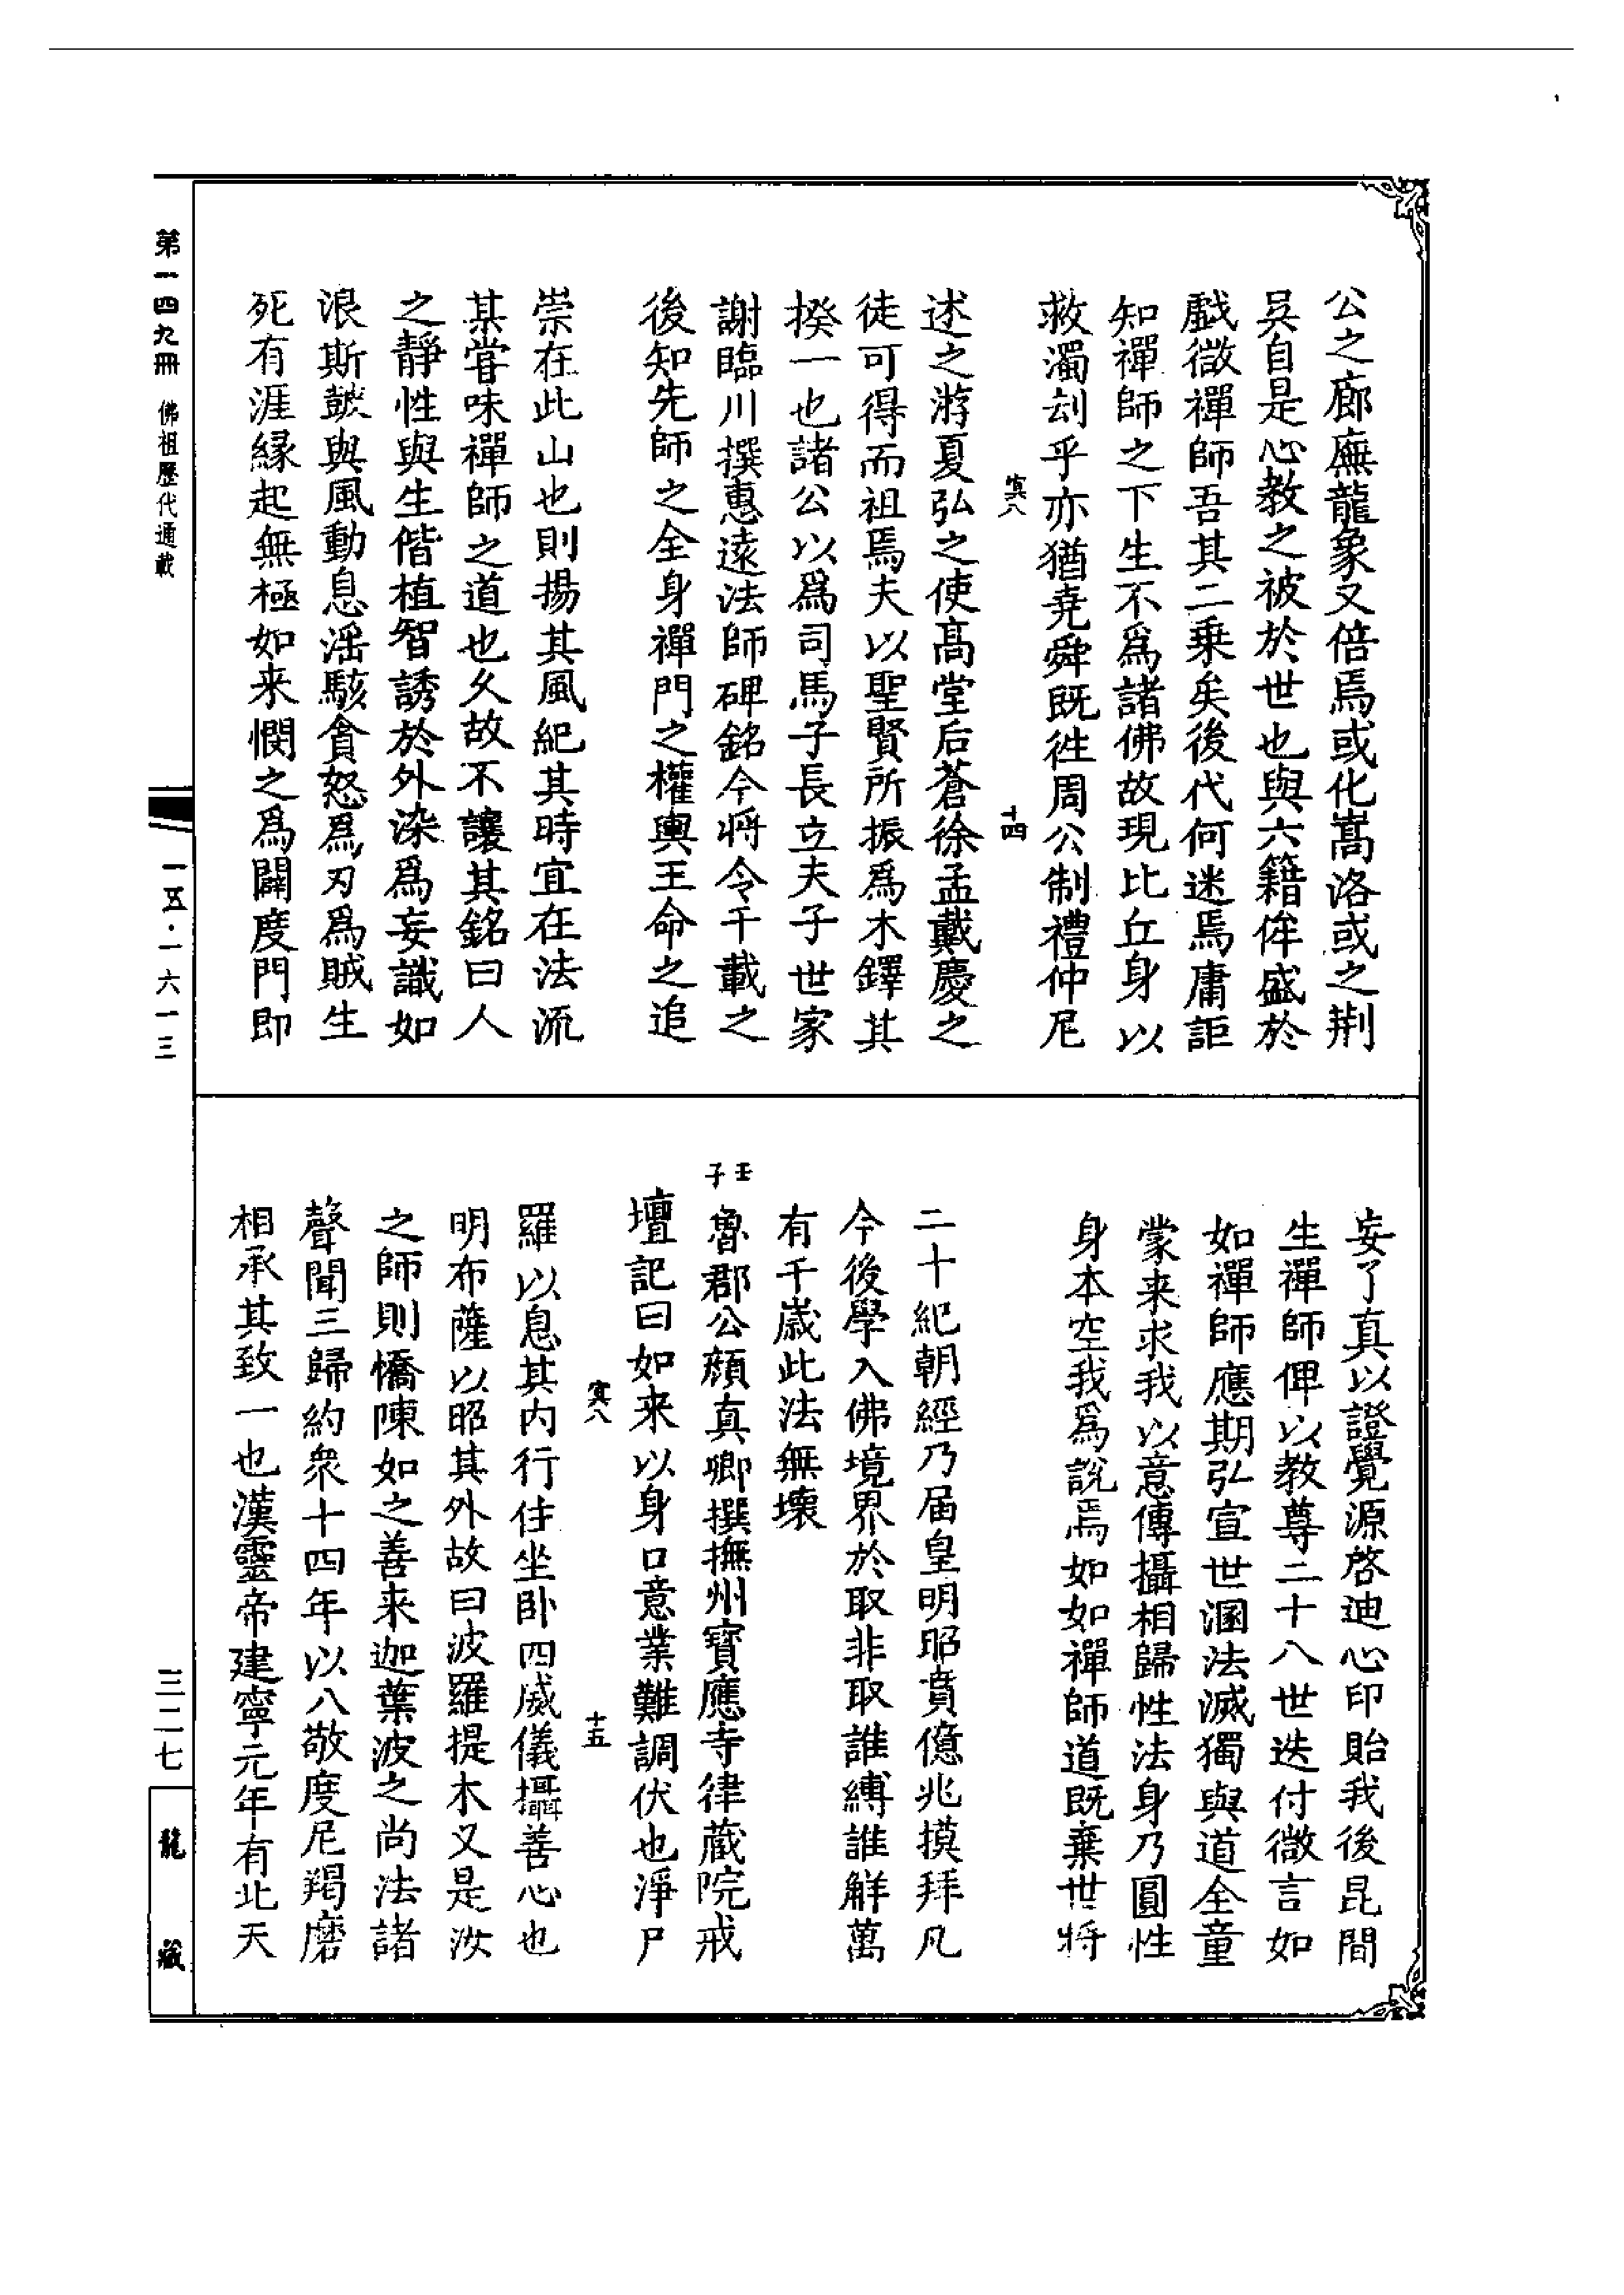 公之廊廡龍象又倍焉或化嵩洛或之荆
吳自是心教之被於世也與六籍侔盛於
戲微禪師吾其二乗矣後代何迷焉庸詎
知禪師之下生不爲諸佛故現比丘身以
救濁刦乎亦猶堯舜既徃周公制禮仲尼
寘八 十四
述之游夏弘之使髙堂后蒼徐孟戴慶之
徒可得而祖焉夫以聖賢所振爲木鐸其
揆一也諸公以爲司馬子長立夫子世家
謝臨川撰惠遠法師碑銘今將令千載之
後知先師之全身禪門之權輿王命之追
崇在此山也則揚其風紀其時宜在法流
某甞味禪師之道也久故不讓其銘曰人
之靜性與生偕植智誘於外染爲妄識如
浪斯鼓與風動息淫駭貪怒爲刃爲賊生
死有涯緣起無極如来憫之爲闢度門即
妄了真以證覺源啓迪心印貽我後昆間
生禪師俾以教尊二十八世迭付微言如
如禪師應期弘宣世溷法滅獨與道全童
蒙来求我以意傳攝相歸性法身乃圓性
身本空我爲說焉如如禪師道既棄世將
二十紀朝經乃届皇明昭賁億兆摸拜凡
今後學入佛境界於取非取誰縛誰觧萬
有千歲此法無壞
壬子
魯郡公顔真卿撰撫州寶應寺律藏院戒
壇記曰如来以身口意業難調伏也淨尸
寘八 十五
羅以息其内行住坐卧四威儀攝善心也
明布薩以昭其外故曰波羅提木叉是汝
之師則憍陳如之善来迦葉波之尚法諸
聲聞三歸約衆十四年以八敬度尼羯磨
相承其致一也漢靈帝建寧元年有北天
第一四九冊 佛祖歷代通載
一五·一六一三
三二七
龍藏